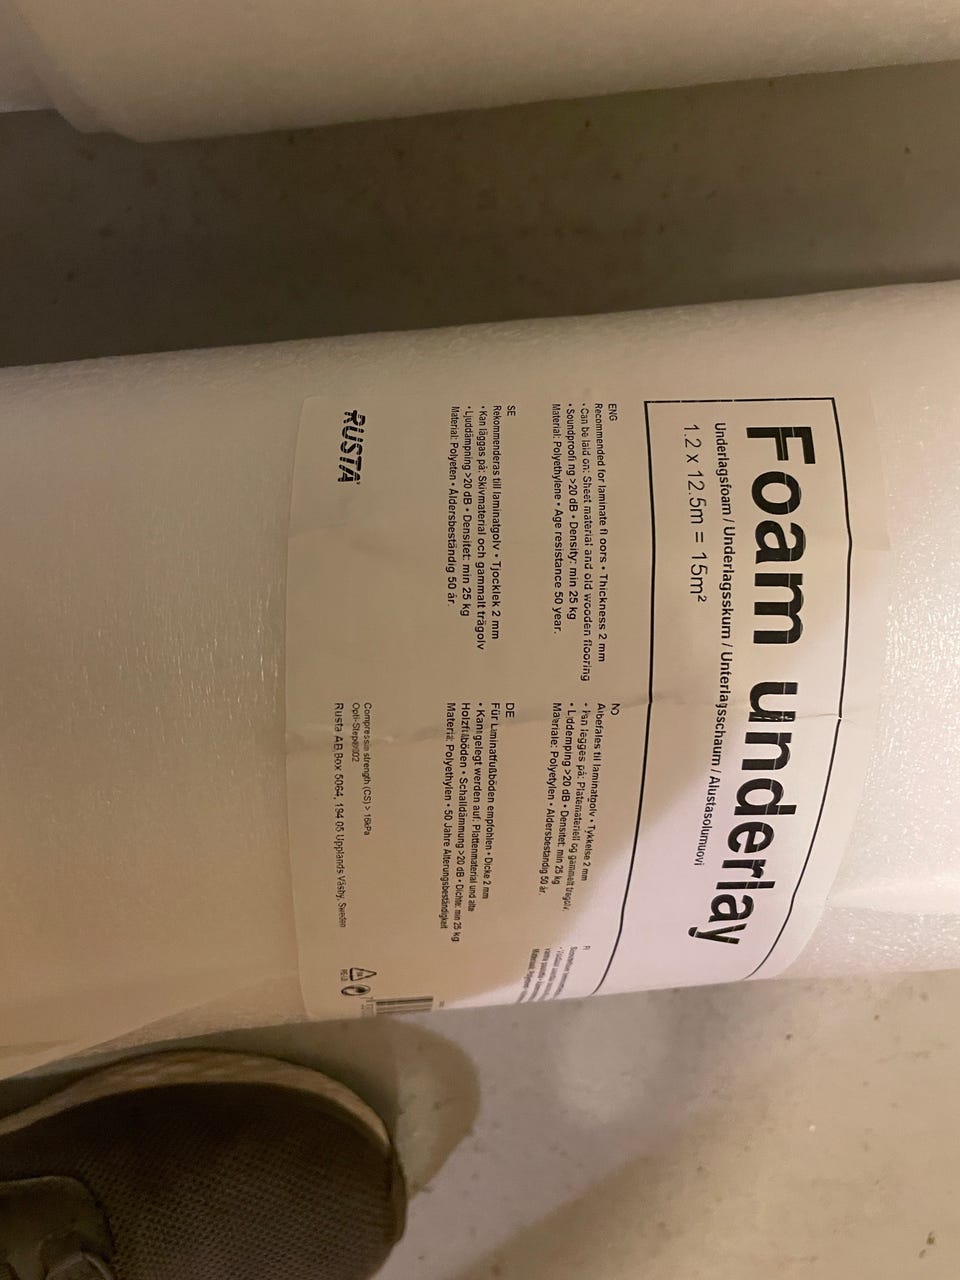 Foam underlay
Underlagsfoam / Underlagsskum / Unterlagsschaum / Alustasolumuovi
1.2 x 12.5m = 15m²
ENG
Recommended for laminate fl oors • Thickness 2 mm
• Can be laid on: Sheet material and old wooden flooring
• Soundproofi ng >20 dB • Density: min 25 kg
Material: Polyethylene • Age resistance 50 year.
NO
Anbefales til laminatgolv • Tykkelse 2 mm
• Kan legges på: Platemateriell og gammelt tregolv.
• Lyddemping >20 dB • Densitet: min 25 kg
Materiale: Polyetylen • Aldersbestandig 50 år.
FI
SE
Rekommenderas till laminatgolv • Tjocklek 2 mm
• Kan läggas på: Skivmaterial och gammalt trägolv
• Ljuddämpning >20 dB • Densitet: min 25 kg
Material: Polyeten • Åldersbeständig 50 år.
DE
Für Laminatfußböden empfohlen • Dicke 2 mm
• Kann gelegt werden auf: Plattenmaterial und alte
Holzfußböden • Schalldämmung >20 dB • Dichte: min 25 kg
Material: Polyethylen • 50 Jahre Alterungsbeständigkeit
RUSTA
Compression strength (CS) > 16kPa
Rusta AB Box 5064, 194 05 Upplands Väsby, Sweden